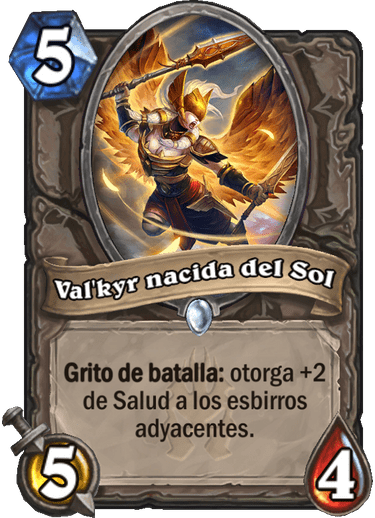 5
Val'kyr nacida del Sol
Grito de batalla: otorga +2
de Salud a los esbirros
adyacentes.
5
4